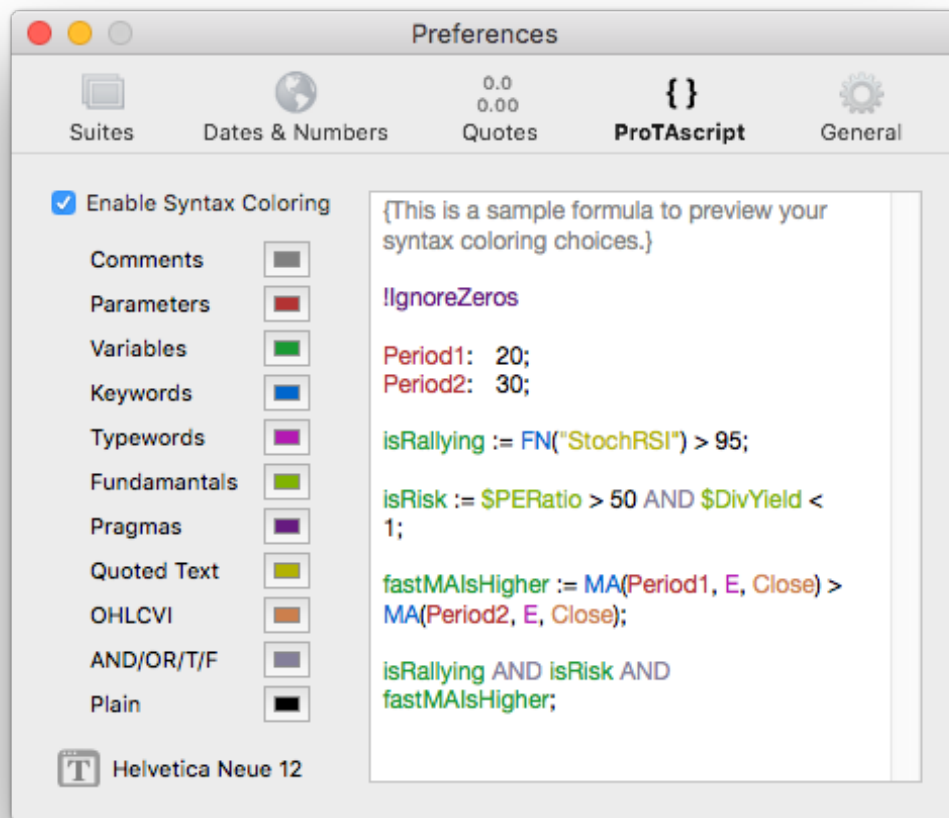 Preferences
0.0
0.00
{ }
Suites Dates & Numbers Quotes ProTAscript General
Enable Syntax Coloring
Comments
Parameters
Variables
Keywords
Typewords
Fundamantals
Pragmas
Quoted Text
OHLCVI
AND/OR/T/F
Plain
T Helvetica Neue 12
{This is a sample formula to preview your
syntax coloring choices.}
!IgnoreZeros
Period1: 20;
Period2: 30;
isRallying := FN("StochRSI") > 95;
isRisk := $PERatio > 50 AND $DivYield <
1;
fastMAIsHigher := MA(Period1, E, Close) >
MA(Period2, E, Close);
isRallying AND isRisk AND
fastMAIsHigher;